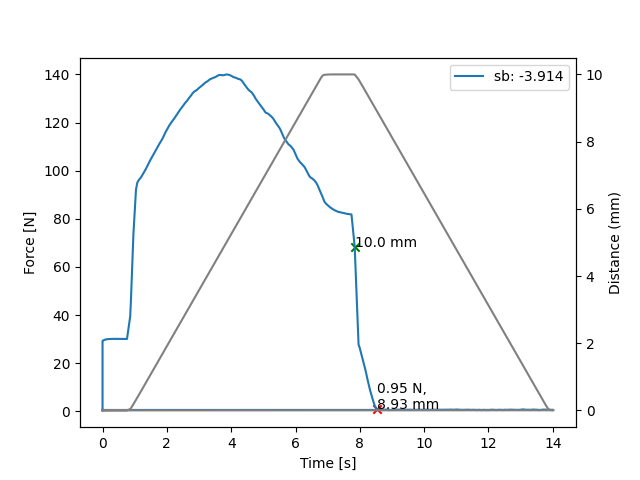 sb: -3.914
140
120
100
80
60
40
20
0
Force [N]
10
8
6
4
2
0
Distance (mm)
10.0 mm
0.95 N,
8.93 mm
0 2 4 6 8 10 12 14
Time [s]